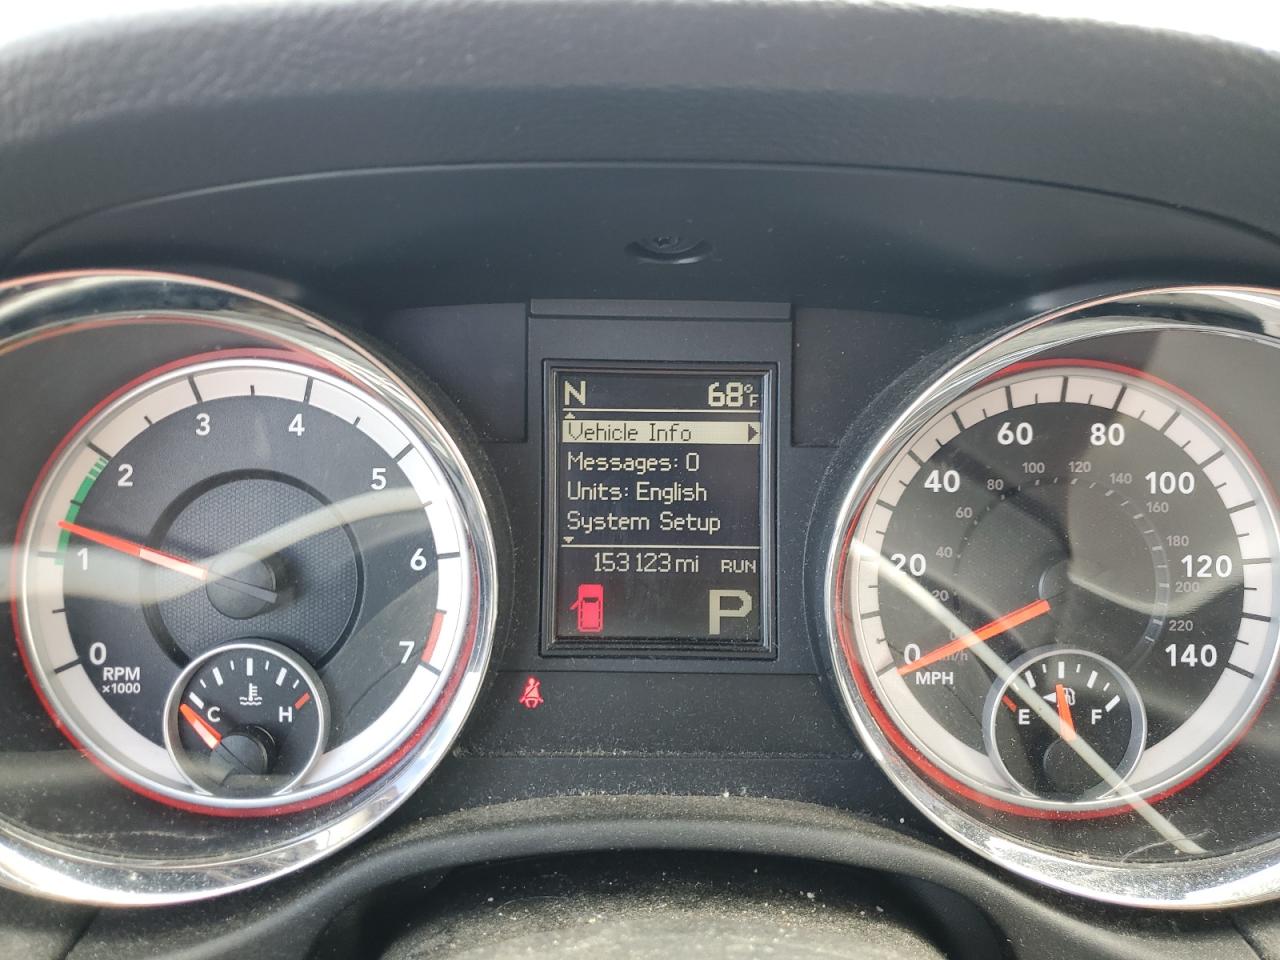 N 68°F
Vehicle Info
Messages: 0
Units: English
System Setup
153123 mi RUN
P
0 1 2 3 4 5 6 7
RPM
x1000
C H
0 20 40 60 80 100 120 140
MPH
20 40 60 80 100 120 140 160 180 200 220
km/h
E F